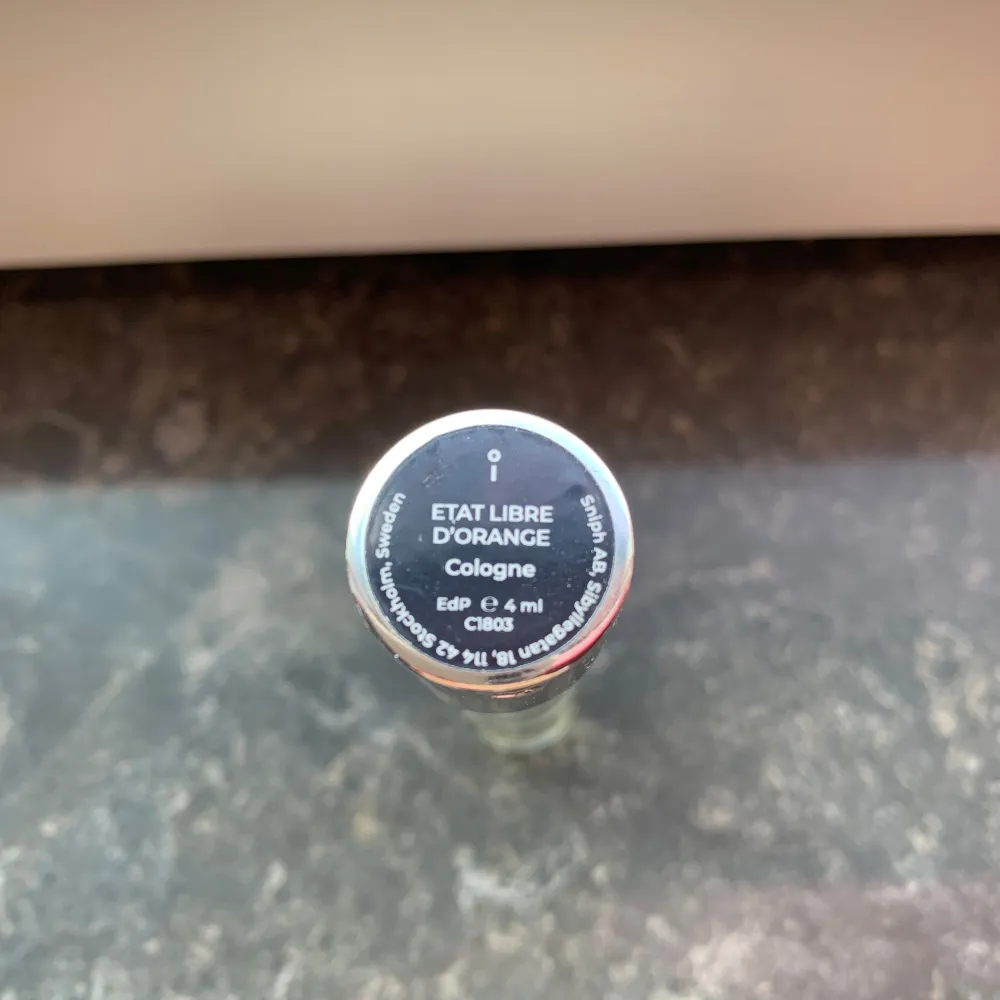 ETAT LIBRE
D'ORANGE
Cologne
EdP ℮ 4 ml
C1803
Sniph AB, Sibyllegatan 18, 114 42 Stockholm, Sweden